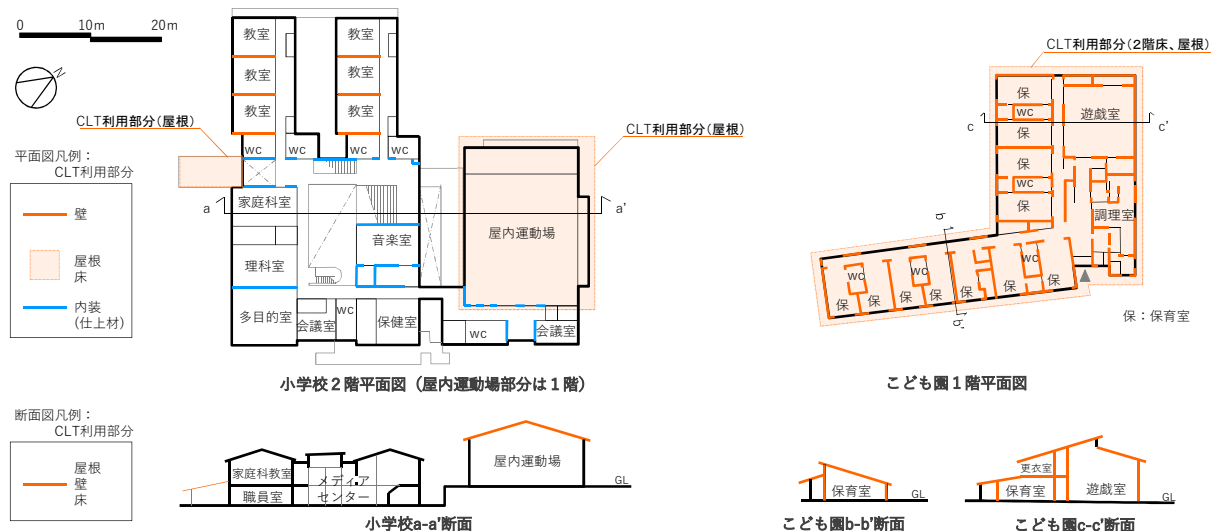 0 10m 20m
N
平面図凡例：
CLT利用部分
壁
屋根
床
内装
(仕上材)
CLT利用部分(屋根)
CLT利用部分(屋根)
教室
教室
教室
教室
教室
教室
wc
wc
wc
wc
a
a'
家庭科室
音楽室
屋内運動場
理科室
多目的室
会議室
wc
保健室
wc
会議室
小学校２階平面図（屋内運動場部分は１階）
CLT利用部分(２階床、屋根)
保
wc
保
保
wc
保
遊戯室
c
c'
調理室
b
b'
wc
wc
wc
保
保
保
保
保
保
保
保：保育室
こども園１階平面図
断面図凡例：
CLT利用部分
屋根
壁
床
家庭科教室
職員室
メディア
センター
屋内運動場
GL
小学校a-a'断面
保育室
GL
こども園b-b'断面
更衣室
保育室
遊戯室
GL
こども園c-c'断面